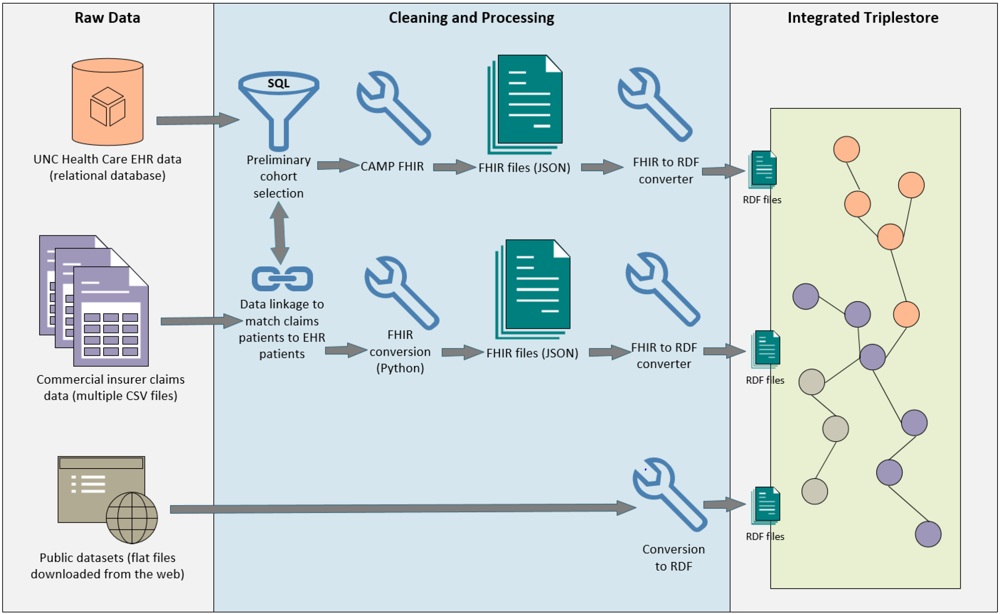 Raw Data
Cleaning and Processing
Integrated Triplestore
SQL
UNC Health Care EHR data
(relational database)
Preliminary
cohort
selection
CAMP FHIR
FHIR files (JSON)
FHIR to RDF
converter
RDF files
Commercial insurer claims
data (multiple CSV files)
Data linkage to
match claims
patients to EHR
patients
FHIR
conversion
(Python)
FHIR files (JSON)
FHIR to RDF
converter
RDF files
Public datasets (flat files
downloaded from the web)
Conversion
to RDF
RDF files